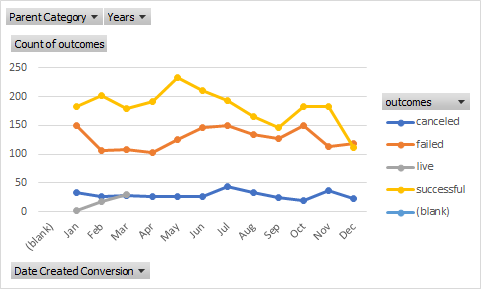 Parent Category Years
Count of outcomes
250
200
150
100
50
0
(blank) Jan Feb Mar Apr May Jun Jul Aug Sep Oct Nov Dec
outcomes
canceled
failed
live
successful
(blank)
Date Created Conversion